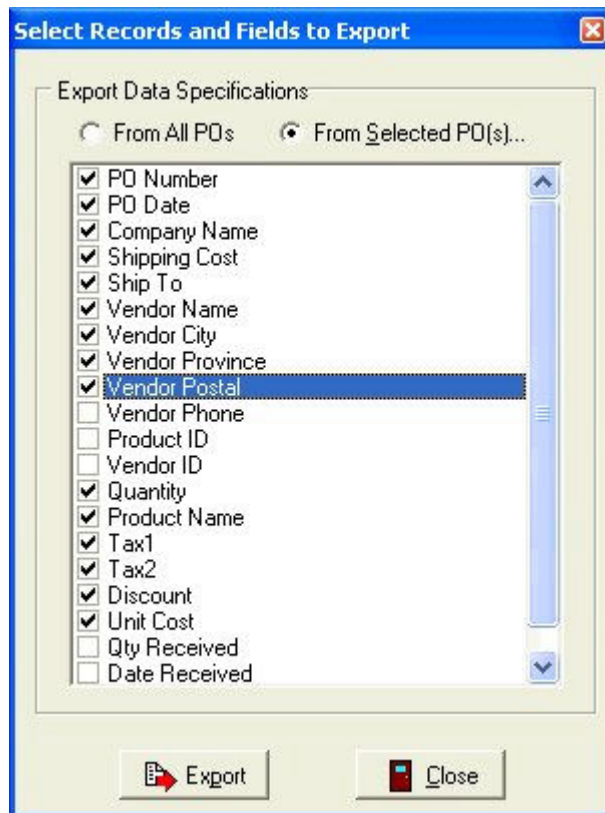 Select Records and Fields to Export
Export Data Specifications
From All POs From Selected PO(s)...
PO Number
PO Date
Company Name
Shipping Cost
Ship To
Vendor Name
Vendor City
Vendor Province
Vendor Postal
Vendor Phone
Product ID
Vendor ID
Quantity
Product Name
Tax1
Tax2
Discount
Unit Cost
Qty Received
Date Received
Export Close